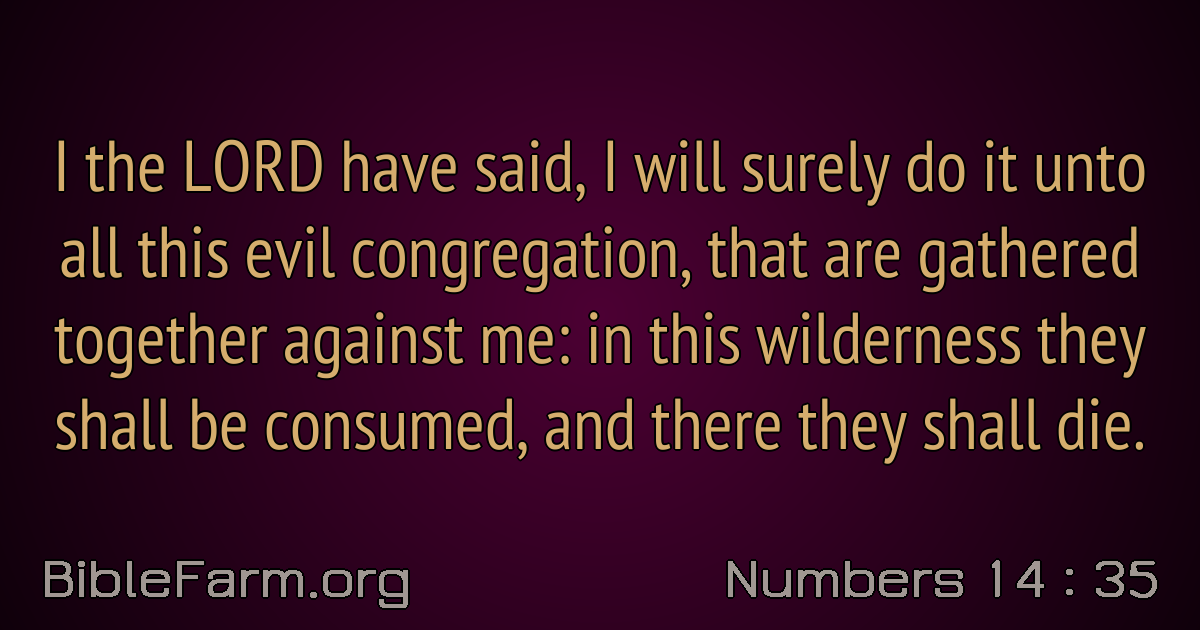 I the LORD have said, I will surely do it unto
all this evil congregation, that are gathered
together against me: in this wilderness they
shall be consumed, and there they shall die.
BibleFarm.org
Numbers 14 : 35